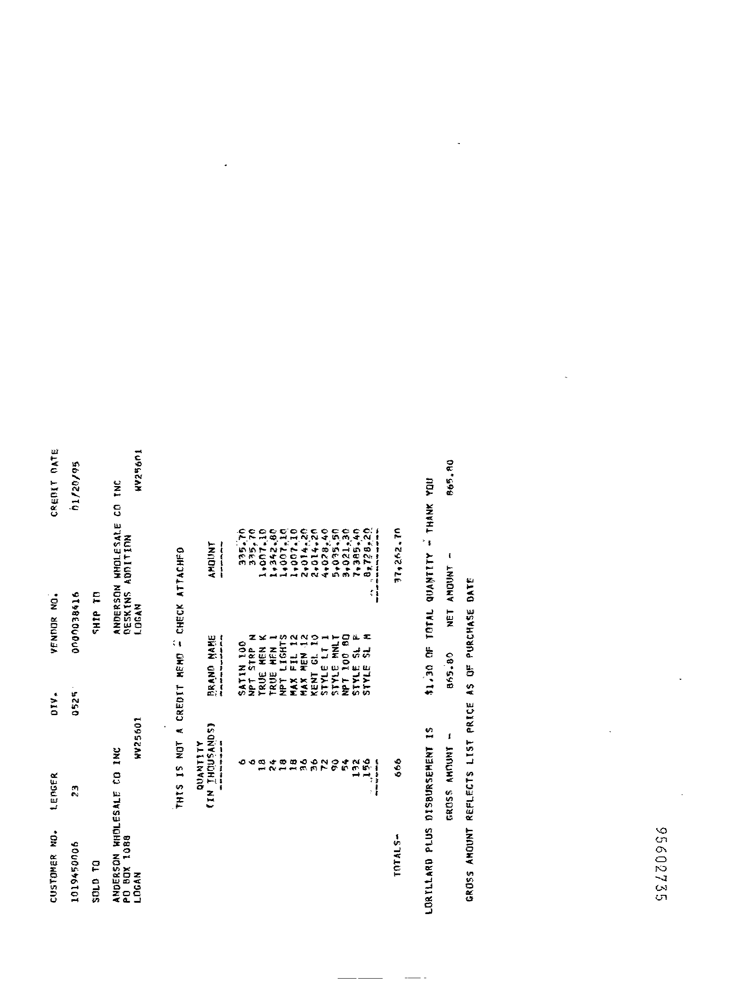 CUSTOMER NO. LEDGER DIV. VENDOR NO. CREDIT DATE
1019450006 23 0525 0000038416 01/20/95
SOLD TO SHIP TO
ANDERSON WHOLESALE CO INC ANDERSON WHOLESALE CO INC
PO BOX 1088 DESKINS ADDITION
LOGAN WV25601 LOGAN WV25601
THIS IS NOT A CREDIT MEMO - CHECK ATTACHED
QUANTITY
(IN THOUSANDS) BRAND NAME AMOUNT
--------- ---------- ------
6 SATIN 100 335.70
6 NPT STRP N 335.70
18 TRUE MEN K 1,007.10
24 TRUE MEN 1 1,342.80
18 NPT LIGHTS 1,007.10
18 MAX FIL 12 1,007.10
36 MAX MEN 12 2,014.20
36 KENT GL 10 2,014.20
72 STYLE LT 1 4,028.40
90 STYLE MNLT 5,035.50
54 NPT 100 80 3,021.30
132 STYLE SL F 7,385.40
156 STYLE SL M 8,728.20
------ ------------
TOTALS- 666 37,262.70
LORILLARD PLUS DISBURSEMENT IS $1.30 OF TOTAL QUANTITY - THANK YOU
GROSS AMOUNT - 865.80 NET AMOUNT - 865.80
GROSS AMOUNT REFLECTS LIST PRICE AS OF PURCHASE DATE
95602735